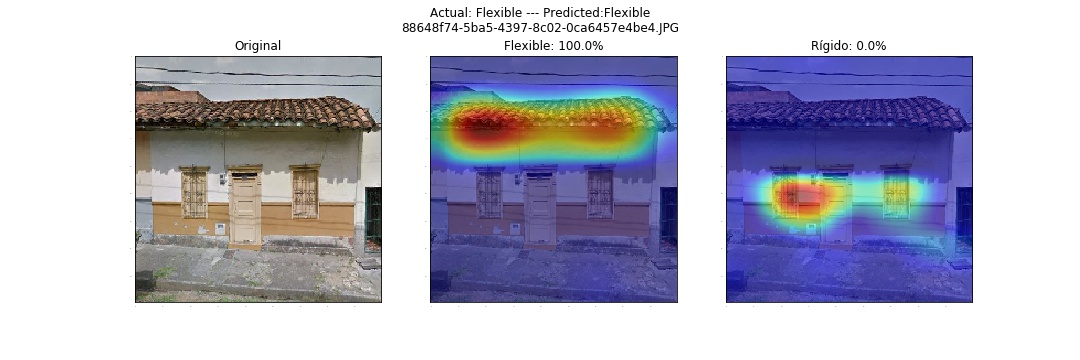 Actual: Flexible --- Predicted:Flexible
88648f74-5ba5-4397-8c02-0ca6457e4be4.JPG
Original
Flexible: 100.0%
Rígido: 0.0%